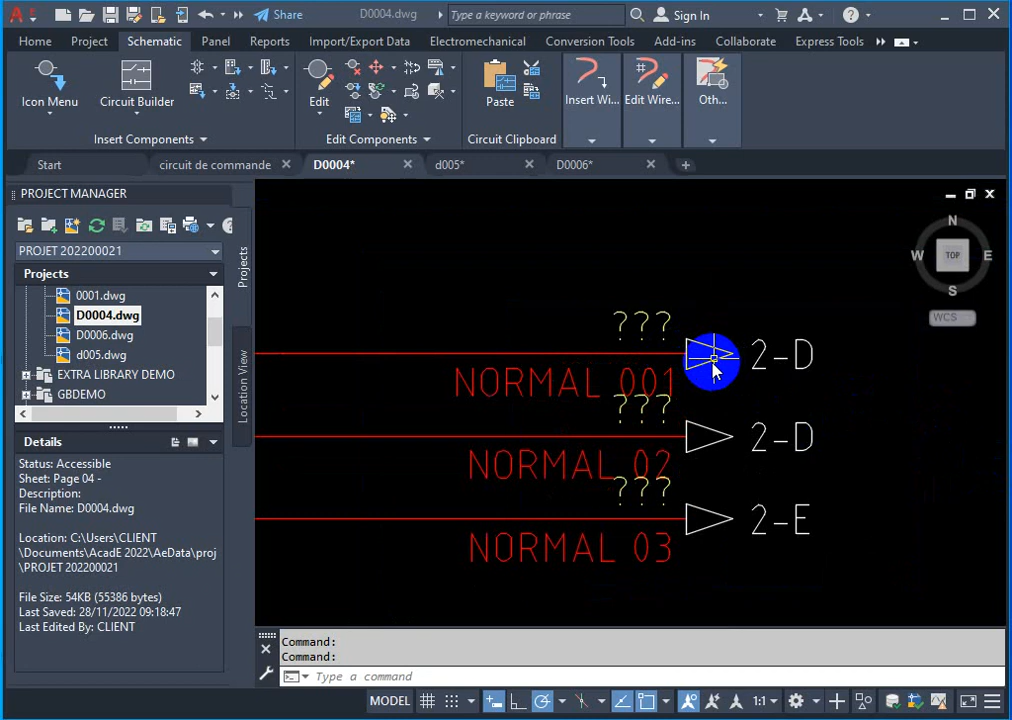 Share D0004.dwg Type a keyword or phrase Sign In
Home Project Schematic Panel Reports Import/Export Data Electromechanical Conversion Tools Add-ins Collaborate Express Tools
Icon Menu Circuit Builder Edit Paste Insert Wi... Edit Wire... Oth...
Insert Components Edit Components Circuit Clipboard
Start circuit de commande D0004* d005* D0006*
PROJECT MANAGER
PROJET 202200021
Projects
0001.dwg
D0004.dwg
D0006.dwg
d005.dwg
EXTRA LIBRARY DEMO
GBDEMO
Projects
Location View
Details
Status: Accessible
Sheet: Page 04 -
Description:
File Name: D0004.dwg
Location: C:\Users\CLIENT
\Documents\AcadE 2022\AeData\proj
\PROJET 202200021
File Size: 54KB (55386 bytes)
Last Saved: 28/11/2022 09:18:47
Last Edited By: CLIENT
N
W TOP E
S
WCS
???
2-D
NORMAL 001
???
2-D
NORMAL 02
???
2-E
NORMAL 03
Command:
Command:
Type a command
MODEL 1:1